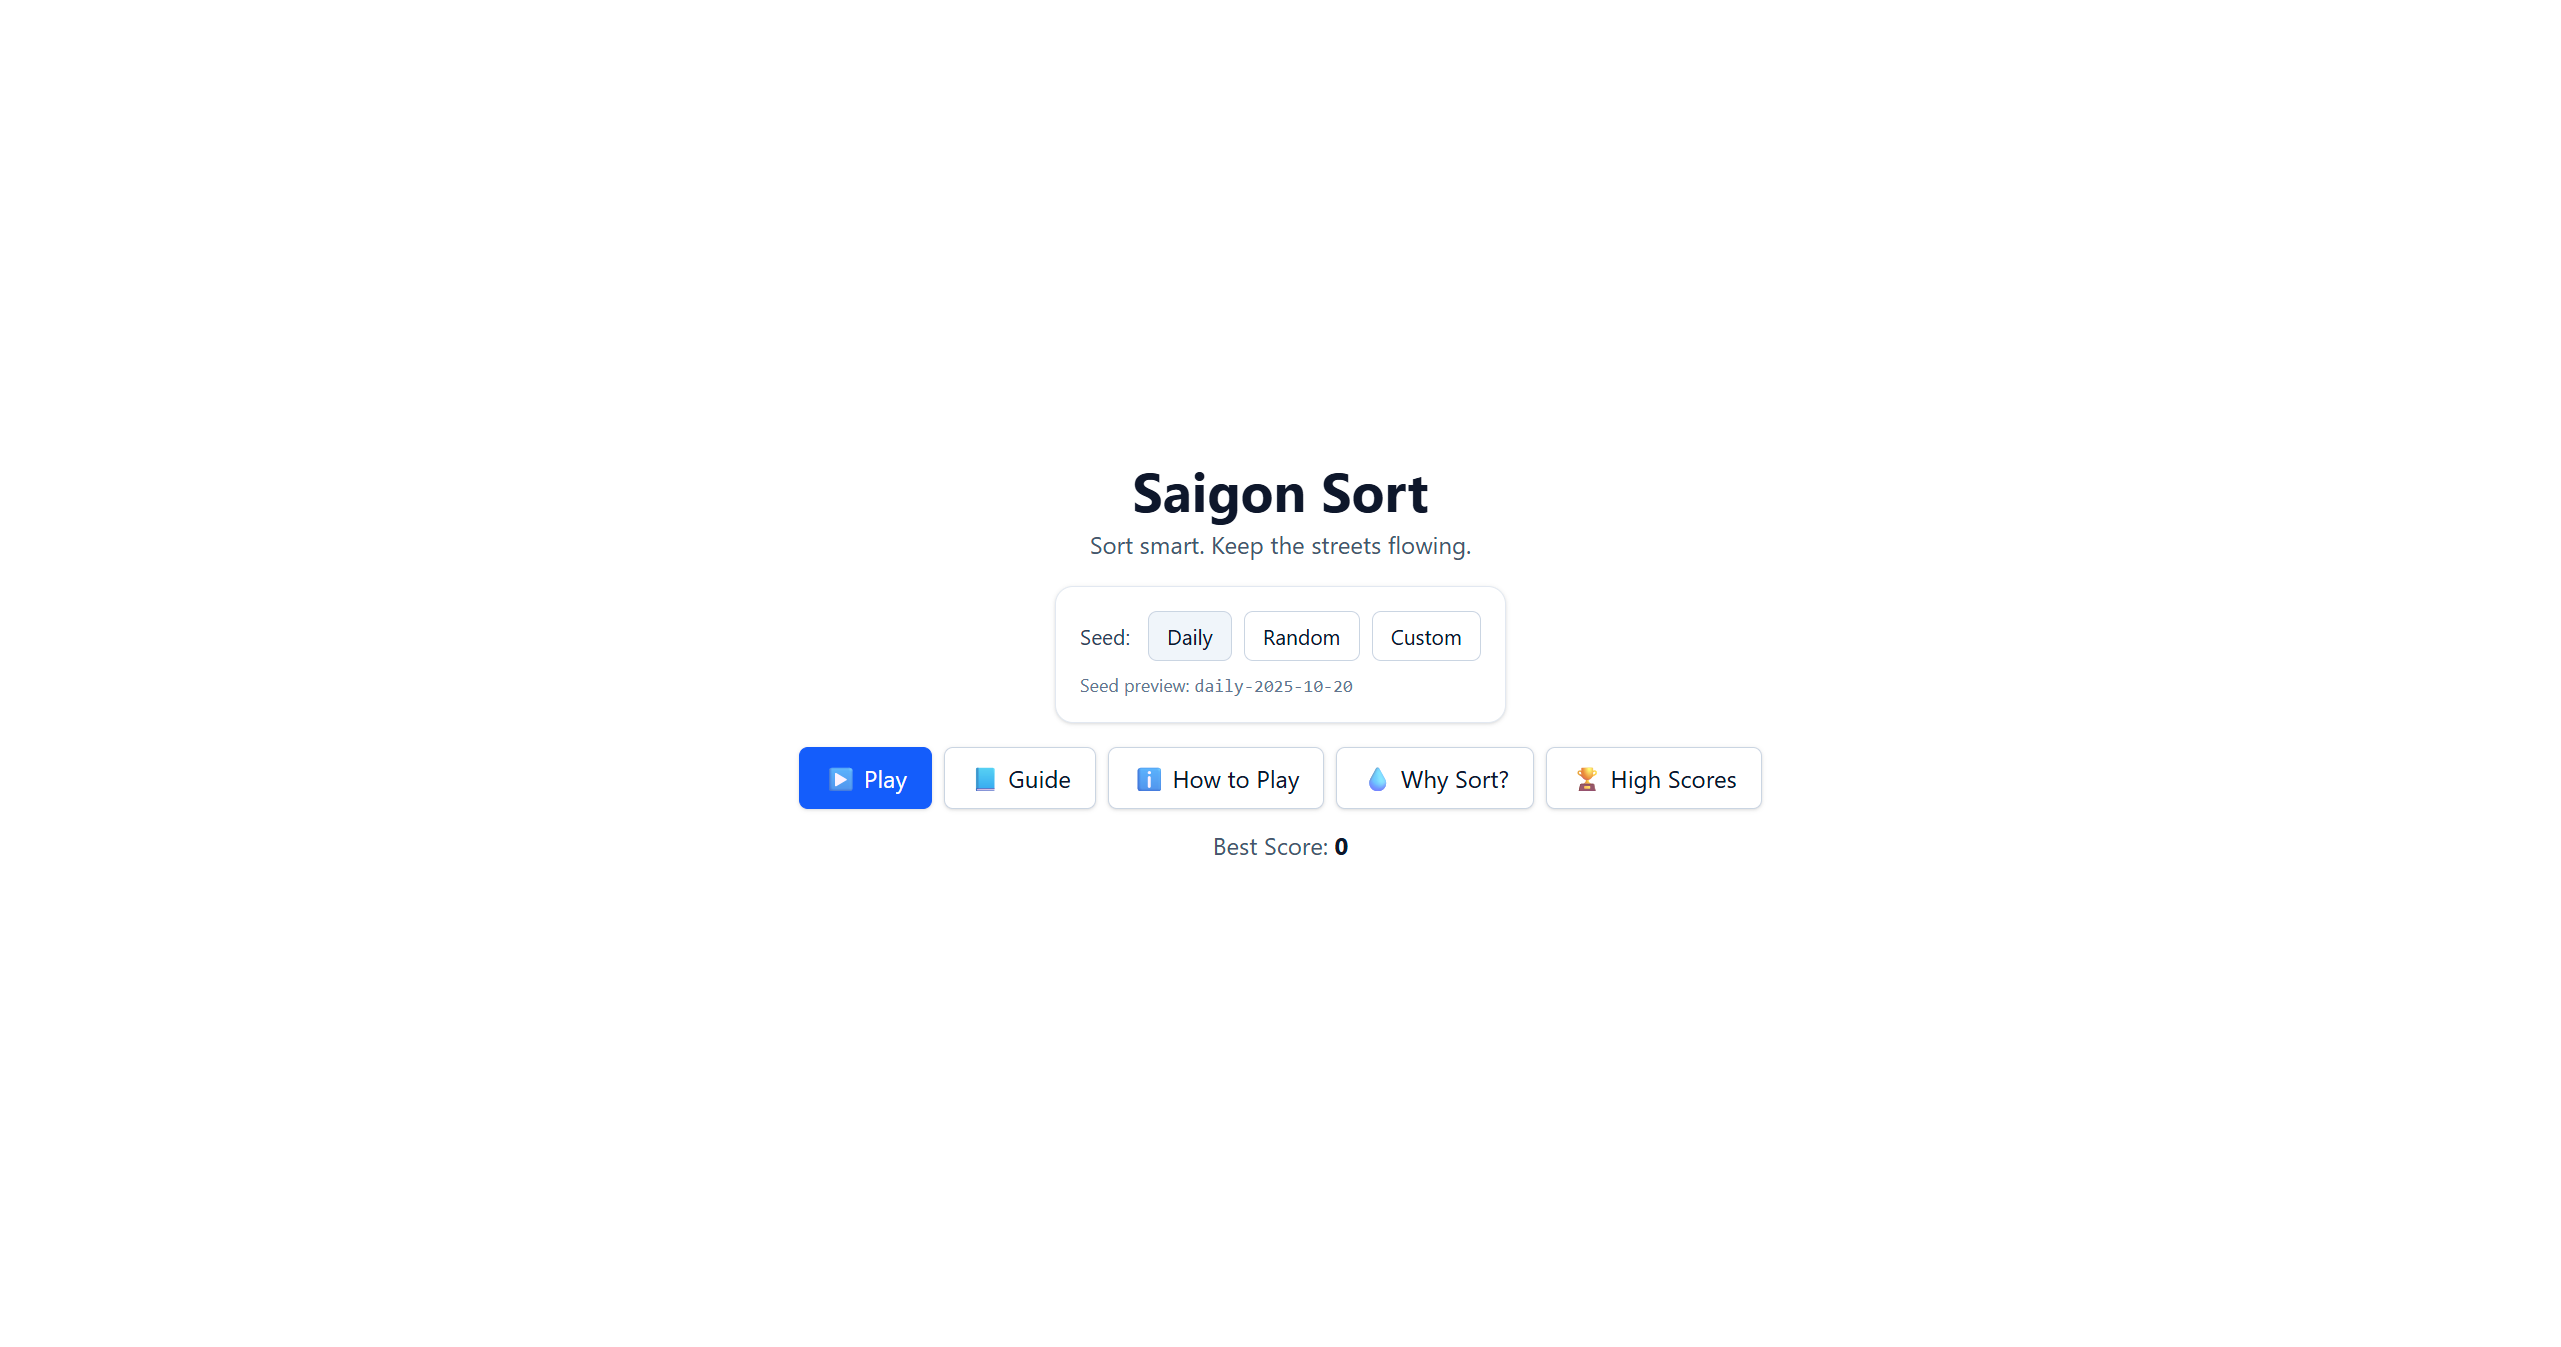 Saigon Sort
Sort smart. Keep the streets flowing.
Seed: Daily Random Custom
Seed preview: daily-2025-10-20
Play Guide How to Play Why Sort? High Scores
Best Score: 0